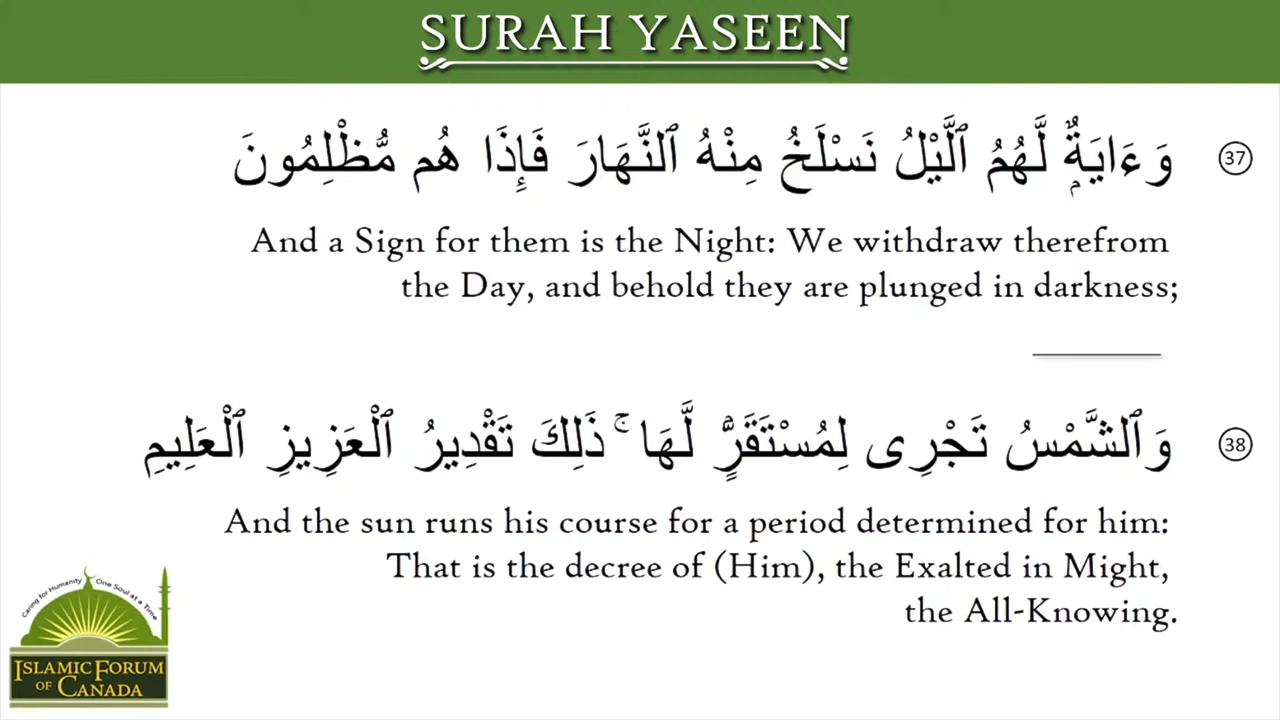 SURAH YASEEN
وَءَايَةٌ لَّهُمُ ٱلَّيْلُ نَسْلَخُ مِنْهُ ٱلنَّهَارَ فَإِذَا هُم مُّظْلِمُونَ 37
And a Sign for them is the Night: We withdraw therefrom
the Day, and behold they are plunged in darkness;
وَٱلشَّمْسُ تَجْرِى لِمُسْتَقَرٍّ لَّهَا ۚ ذَلِكَ تَقْدِيرُ ٱلْعَزِيزِ ٱلْعَلِيمِ 38
And the sun runs his course for a period determined for him:
That is the decree of (Him), the Exalted in Might,
the All-Knowing.
Caring for Humanity One Soul at a Time
ISLAMIC FORUM
OF CANADA